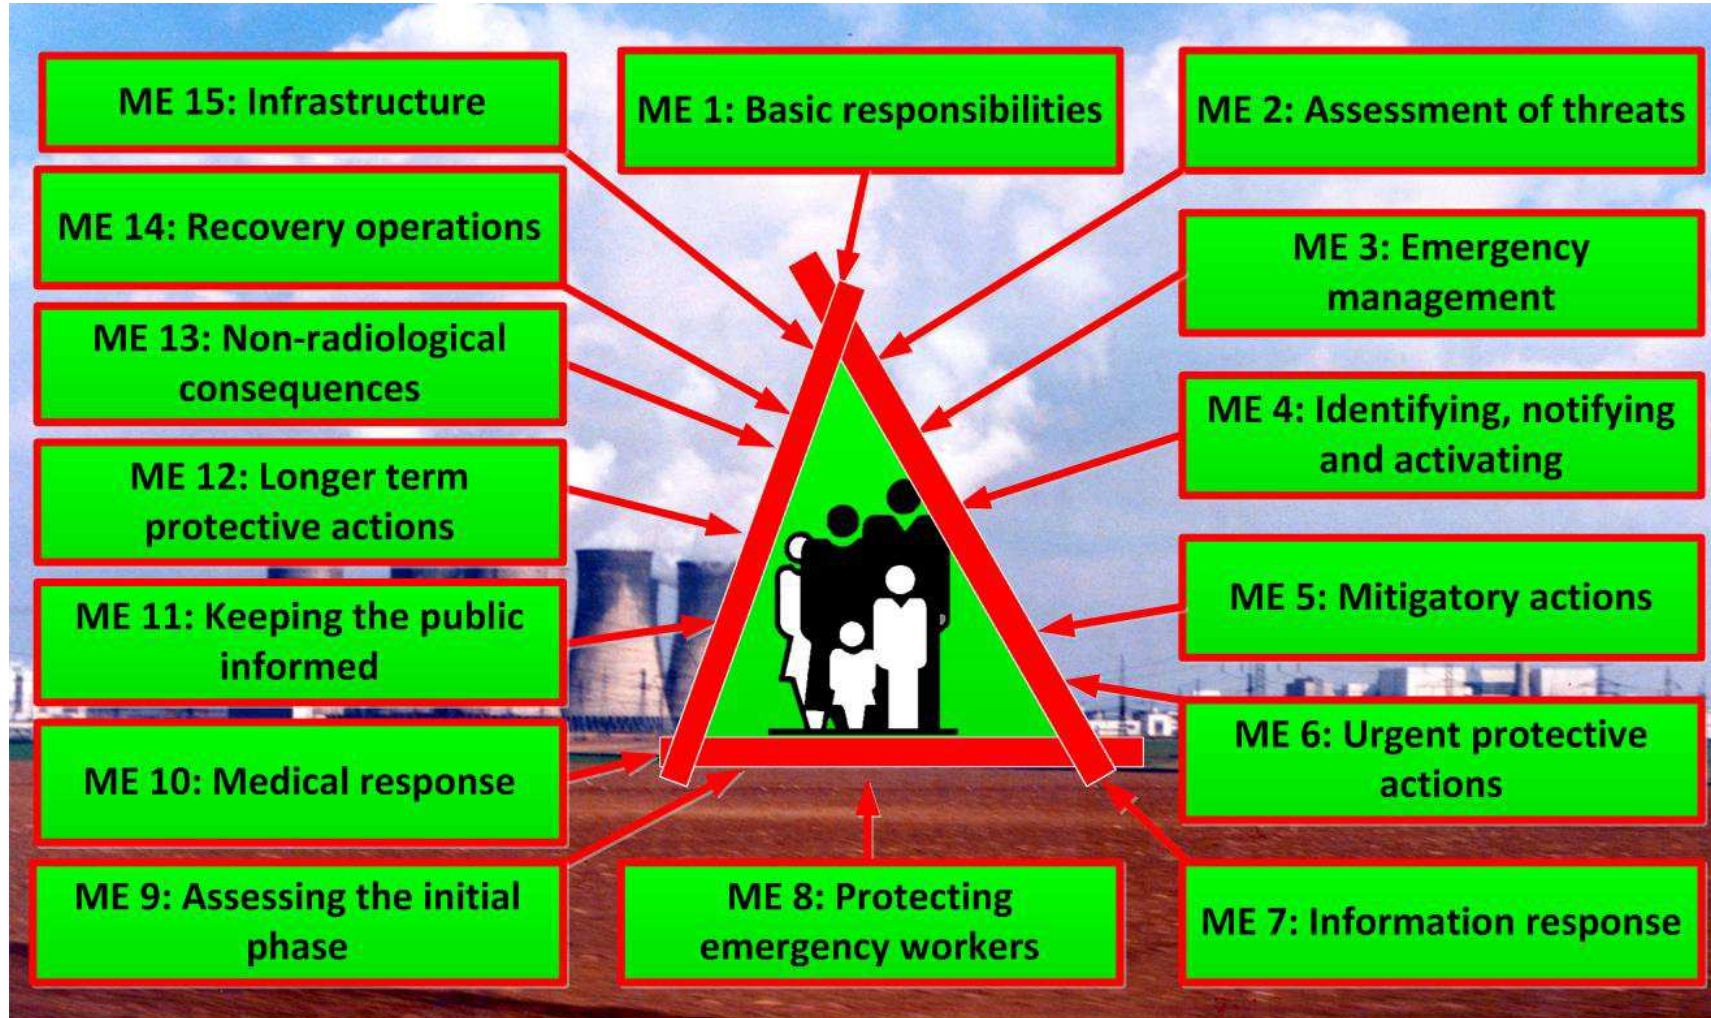 ME 15: Infrastructure
ME 1: Basic responsibilities
ME 2: Assessment of threats
ME 14: Recovery operations
ME 3: Emergency
management
ME 13: Non-radiological
consequences
ME 4: Identifying, notifying
and activating
ME 12: Longer term
protective actions
ME 5: Mitigatory actions
ME 11: Keeping the public
informed
ME 6: Urgent protective
actions
ME 10: Medical response
ME 9: Assessing the initial
phase
ME 8: Protecting
emergency workers
ME 7: Information response